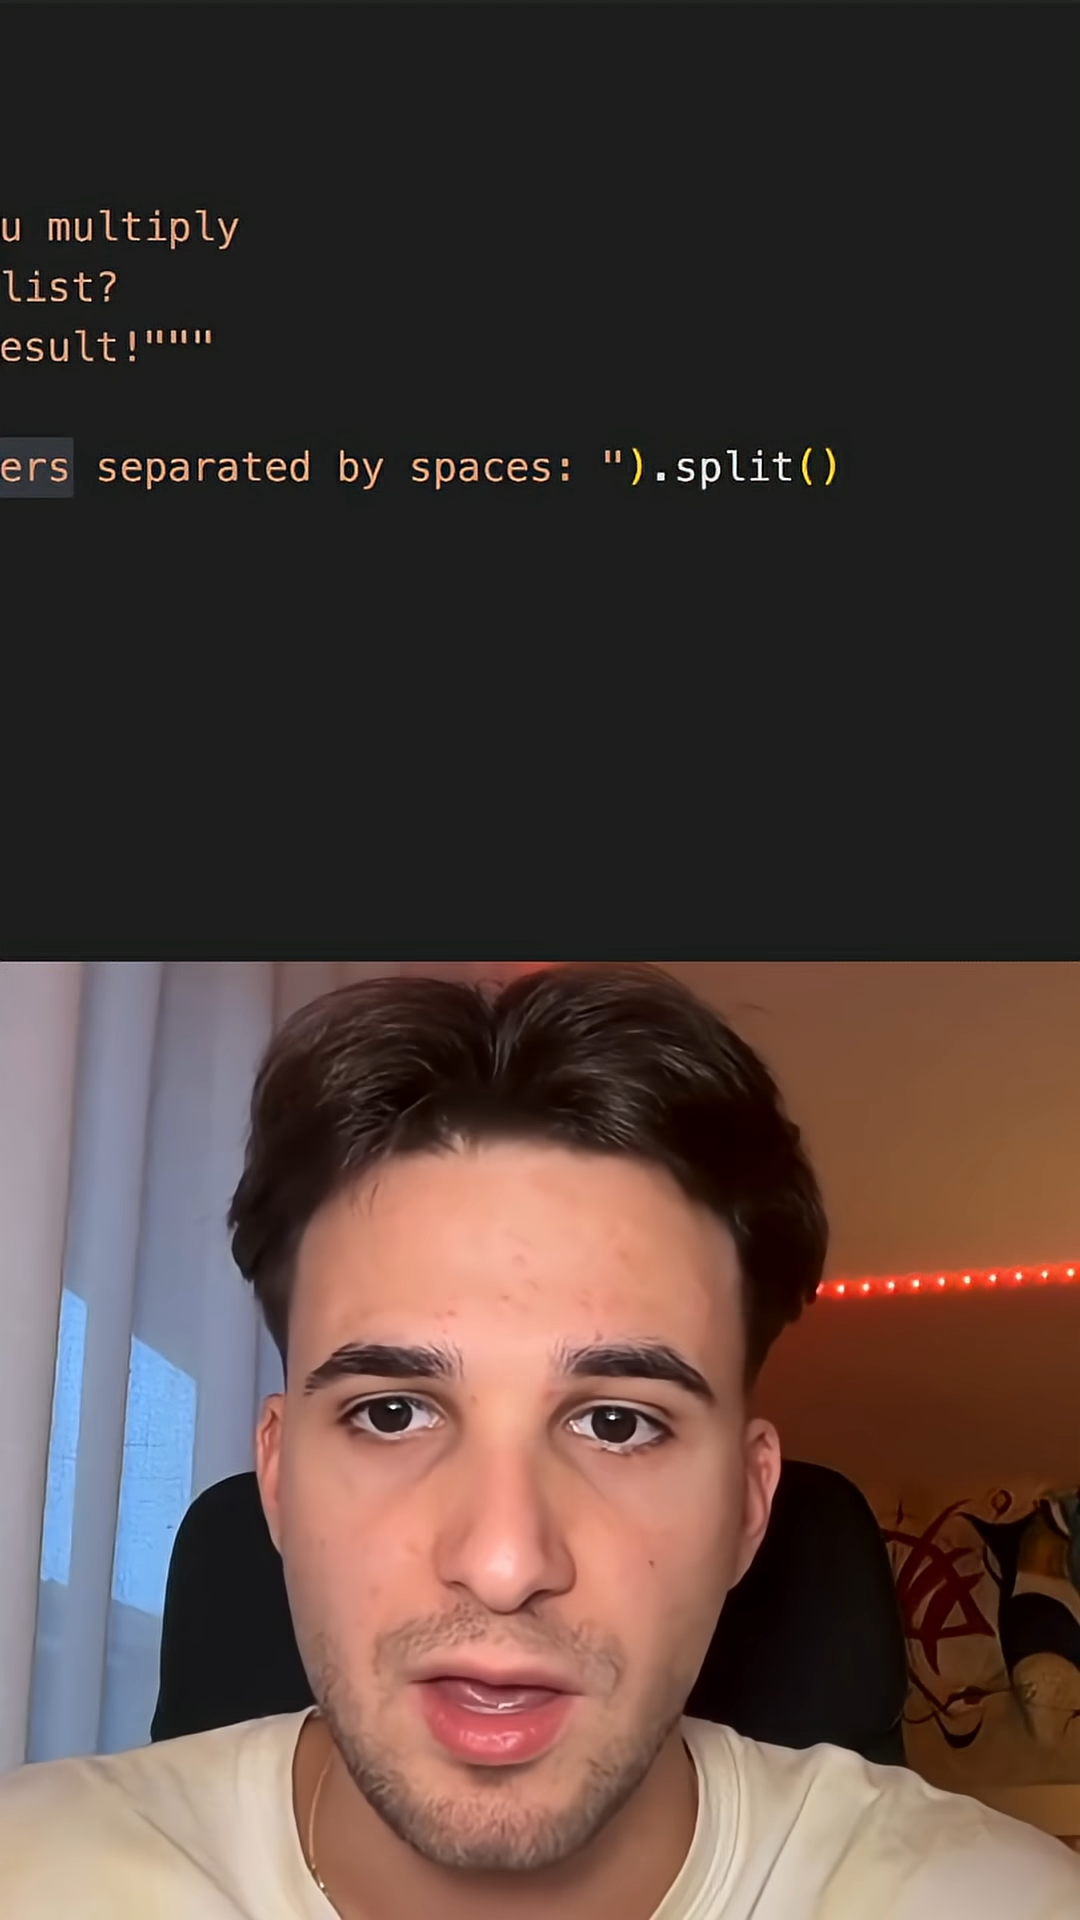 u multiply
list?
esult!"""
ers separated by spaces: ").split()